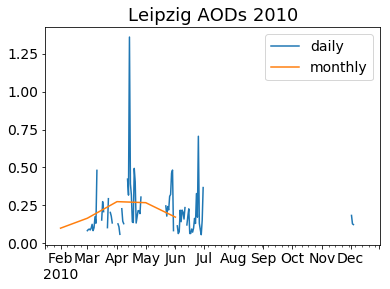 Leipzig AODs 2010
daily
monthly
1.25
1.00
0.75
0.50
0.25
0.00
Feb Mar Apr May Jun Jul Aug Sep Oct Nov Dec
2010